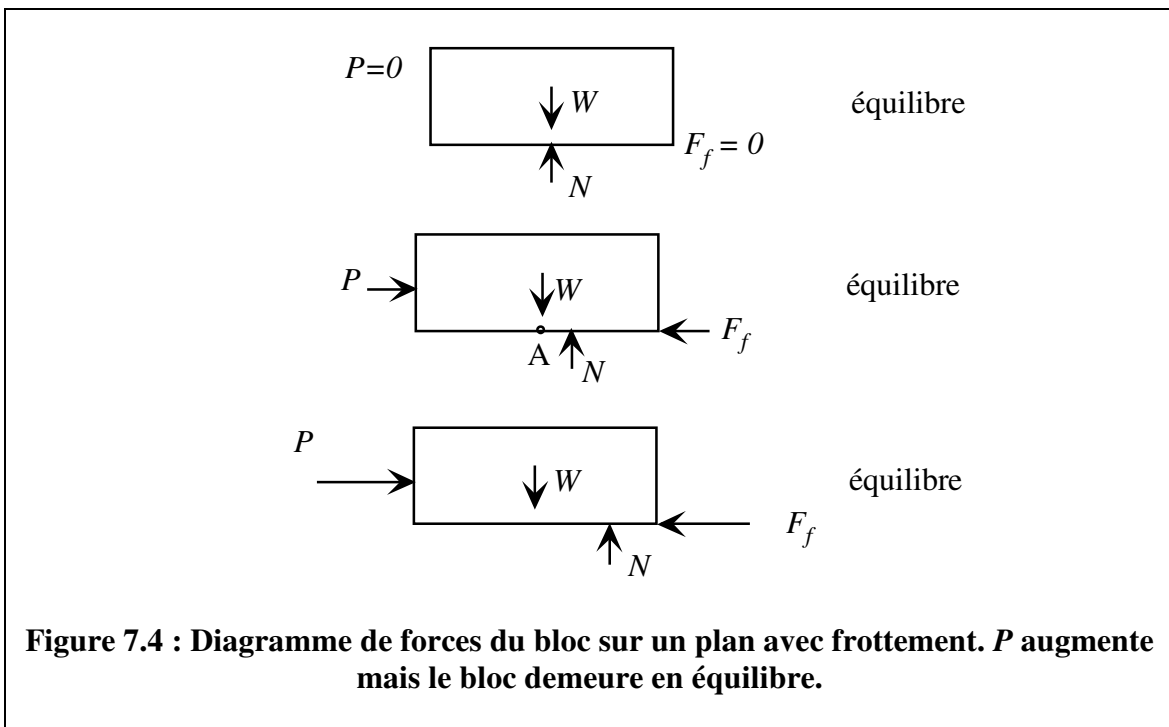 P=0
W
équilibre
F_f = 0
N
P
W
équilibre
F_f
A
N
P
W
équilibre
F_f
N
Figure 7.4 : Diagramme de forces du bloc sur un plan avec frottement. P augmente
mais le bloc demeure en équilibre.